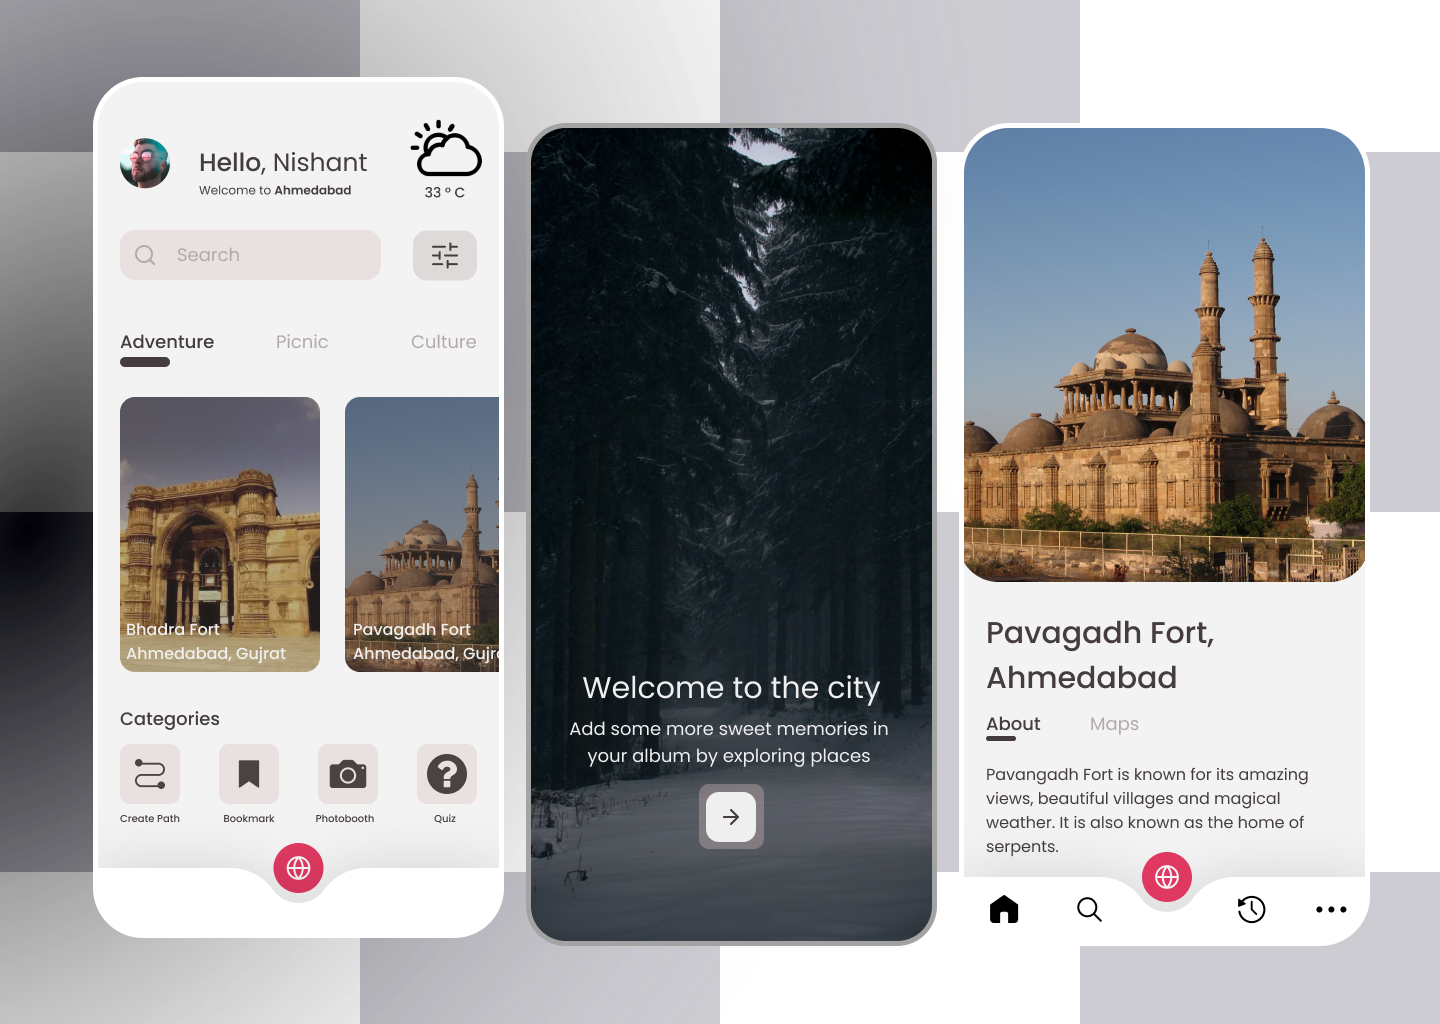 Hello, Nishant
Welcome to Ahmedabad
33 º C
Search
Adventure
Picnic
Culture
Bhadra Fort
Ahmedabad, Gujrat
Pavagadh Fort
Ahmedabad, Gujra
Categories
Create Path
Bookmark
Photobooth
Quiz
Welcome to the city
Add some more sweet memories in
your album by exploring places
Pavagadh Fort,
Ahmedabad
About
Maps
Pavangadh Fort is known for its amazing
views, beautiful villages and magical
weather. It is also known as the home of
serpents.